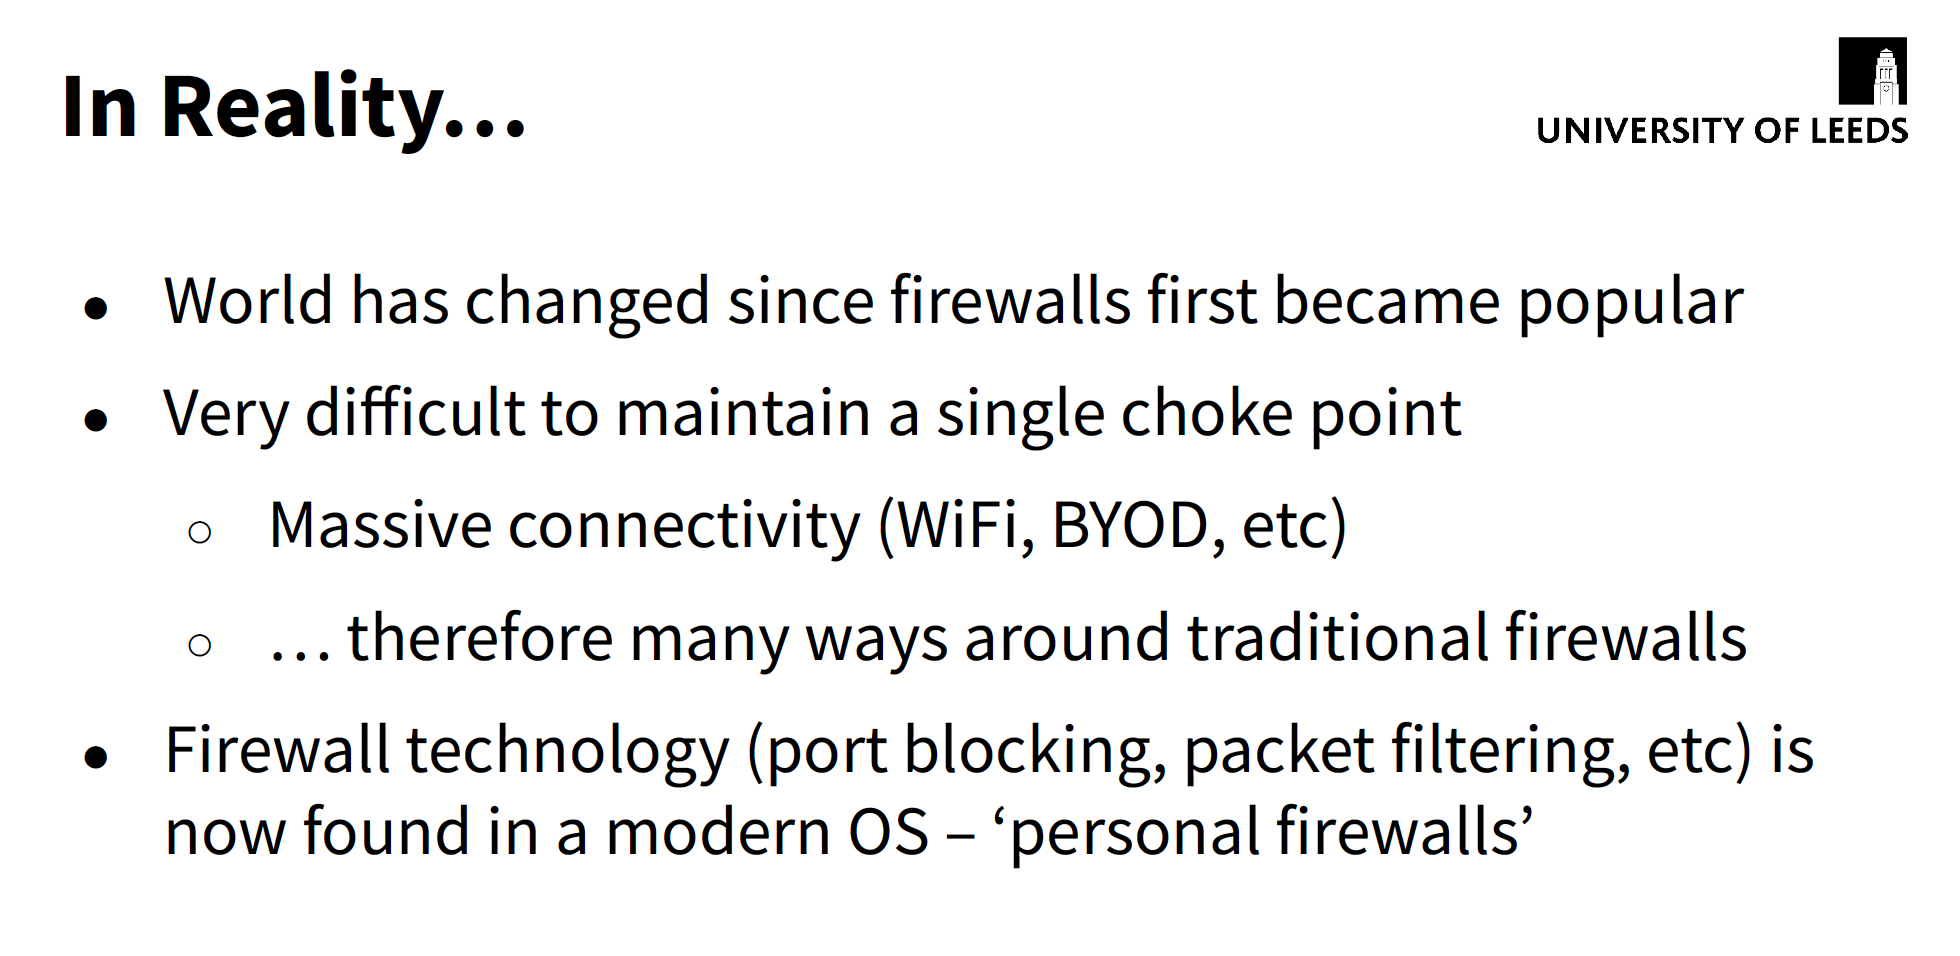 In Reality…
UNIVERSITY OF LEEDS
● World has changed since firewalls first became popular
● Very difficult to maintain a single choke point
○ Massive connectivity (WiFi, BYOD, etc)
○ … therefore many ways around traditional firewalls
● Firewall technology (port blocking, packet filtering, etc) is
now found in a modern OS – ‘personal firewalls’